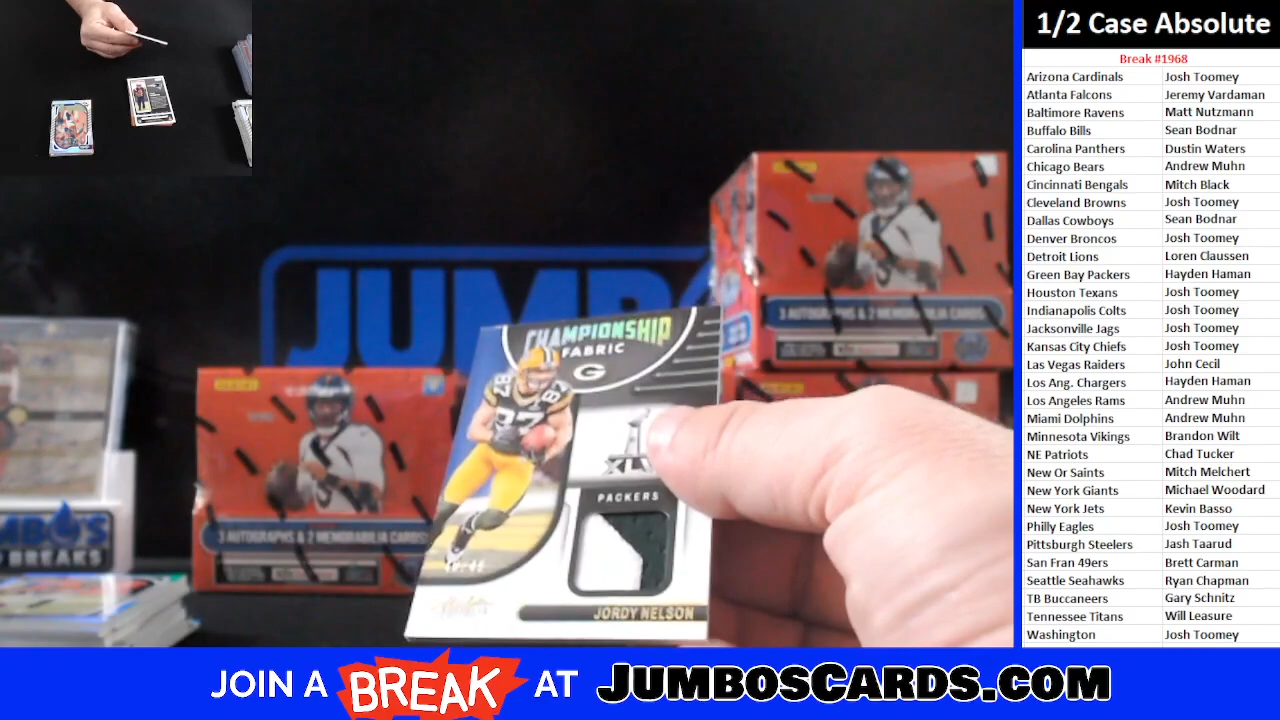 1/2 Case Absolute
Break #1968
Arizona Cardinals Josh Toomey
Atlanta Falcons Jeremy Vardaman
Baltimore Ravens Matt Nutzmann
Buffalo Bills Sean Bodnar
Carolina Panthers Dustin Waters
Chicago Bears Andrew Muhn
Cincinnati Bengals Mitch Black
Cleveland Browns Josh Toomey
Dallas Cowboys Sean Bodnar
Denver Broncos Josh Toomey
Detroit Lions Loren Claussen
Green Bay Packers Hayden Haman
Houston Texans Josh Toomey
Indianapolis Colts Josh Toomey
Jacksonville Jags Josh Toomey
Kansas City Chiefs Josh Toomey
Las Vegas Raiders John Cecil
Los Ang. Chargers Hayden Haman
Los Angeles Rams Andrew Muhn
Miami Dolphins Andrew Muhn
Minnesota Vikings Brandon Wilt
NE Patriots Chad Tucker
New Or Saints Mitch Melchert
New York Giants Michael Woodard
New York Jets Kevin Basso
Philly Eagles Josh Toomey
Pittsburgh Steelers Jash Taarud
San Fran 49ers Brett Carman
Seattle Seahawks Ryan Chapman
TB Buccaneers Gary Schnitz
Tennessee Titans Will Leasure
Washington Josh Toomey
JUMBO
CHAMPIONSHIP
FABRIC
G
87
XLV
PACKERS
JORDY NELSON
3 AUTOGRAPHS & 2 MEMORABILIA CARDS
3 AUTOGRAPHS & 2 MEMORABILIA CARDS
MBO'S
BREAKS
JOIN A BREAK AT JUMBOSCARDS.COM